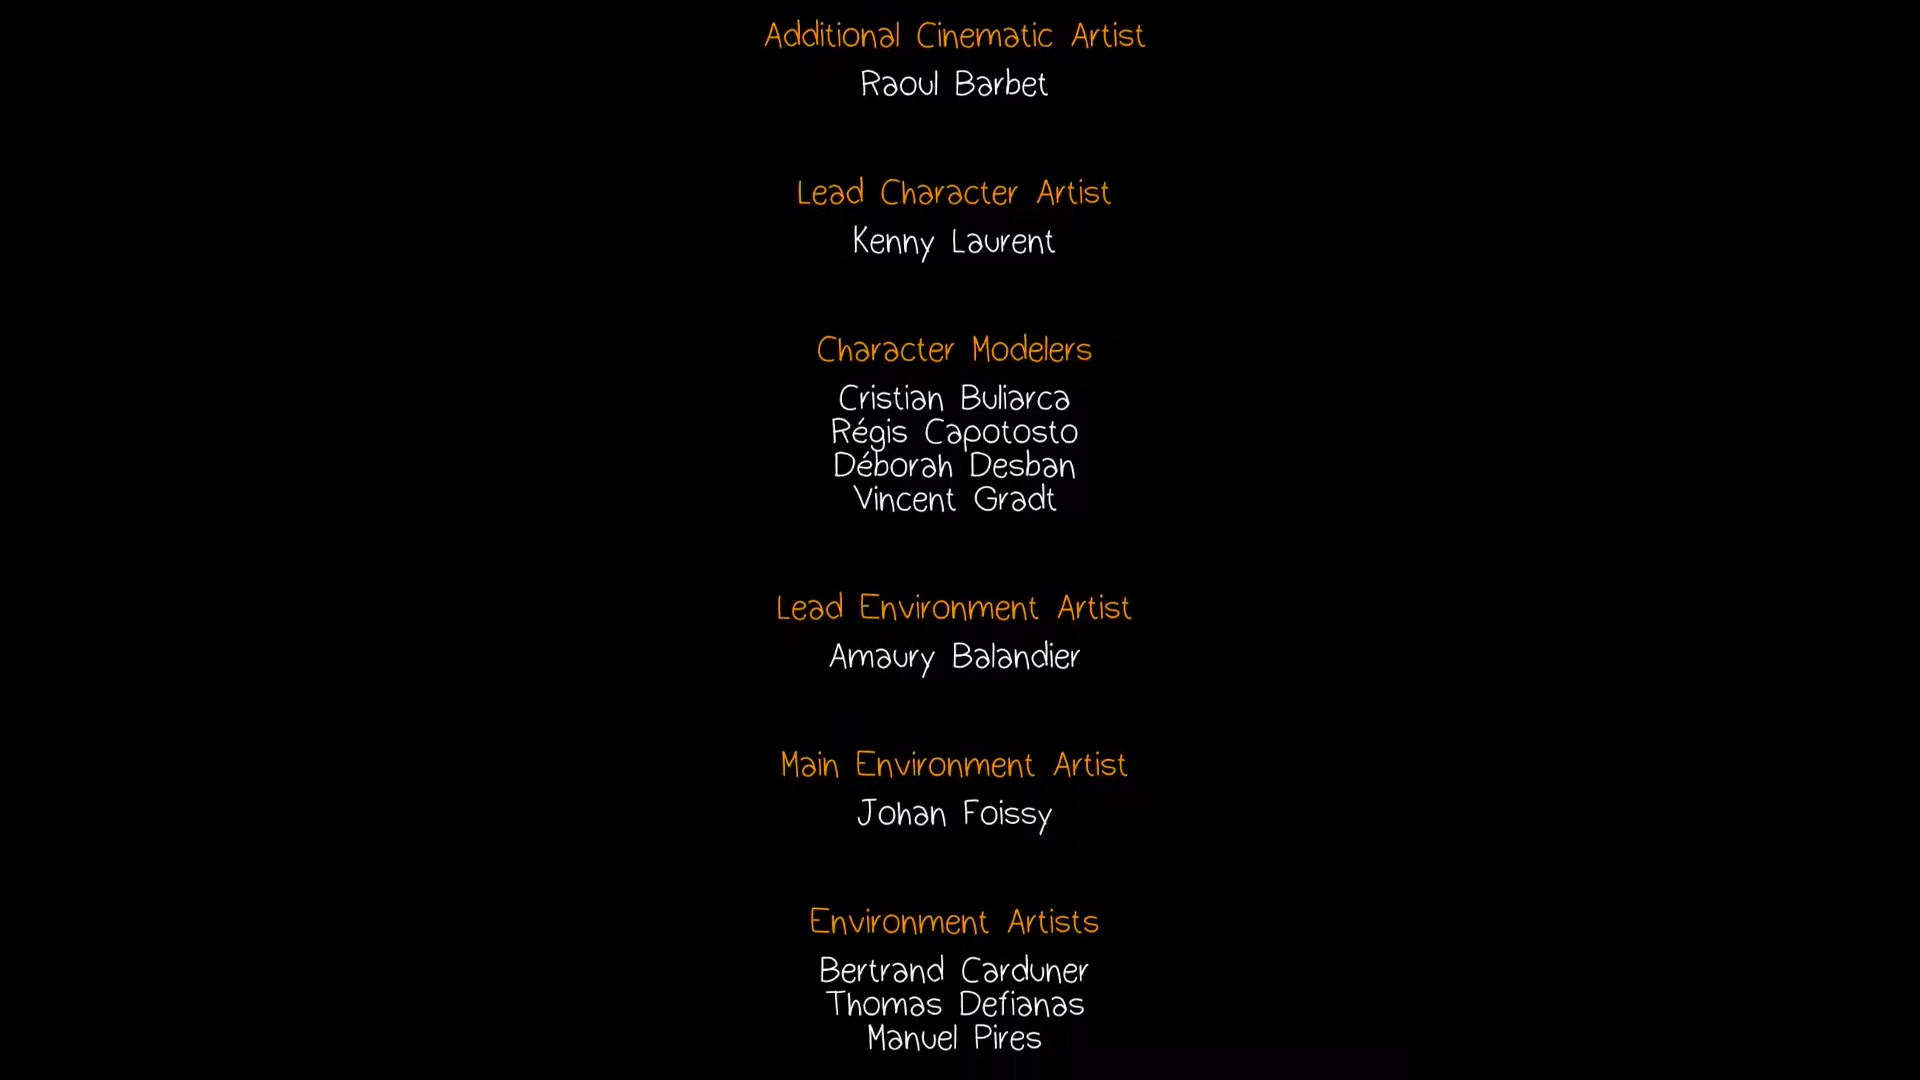 Additional Cinematic Artist
Raoul Barbet
Lead Character Artist
Kenny Laurent
Character Modelers
Cristian Buliarca
Régis Capotosto
Déborah Desban
Vincent Gradt
Lead Environment Artist
Amaury Balandier
Main Environment Artist
Johan Foissy
Environment Artists
Bertrand Carduner
Thomas Defianas
Manuel Pires